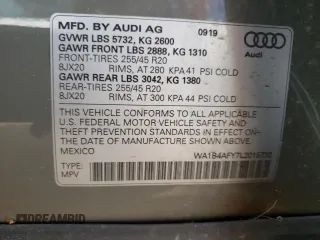 MFD. BY AUDI AG 0919
GVWR LBS 5732, KG 2600
GAWR FRONT LBS 2888, KG 1310
FRONT-TIRES 255/45 R20
8JX20 RIMS, AT 280 KPA 41 PSI COLD
GAWR REAR LBS 3042, KG 1380
REAR-TIRES 255/45 R20
8JX20 RIMS, AT 300 KPA 44 PSI COLD
Audi
THIS VEHICLE CONFORMS TO ALL APPLICABLE
U.S. FEDERAL MOTOR VEHICLE SAFETY
STANDARDS IN EFFECT ON THE DATE OF
MANUFACTURE SHOWN ABOVE
MEXICO
TYPE:
MPV
DREAMBID